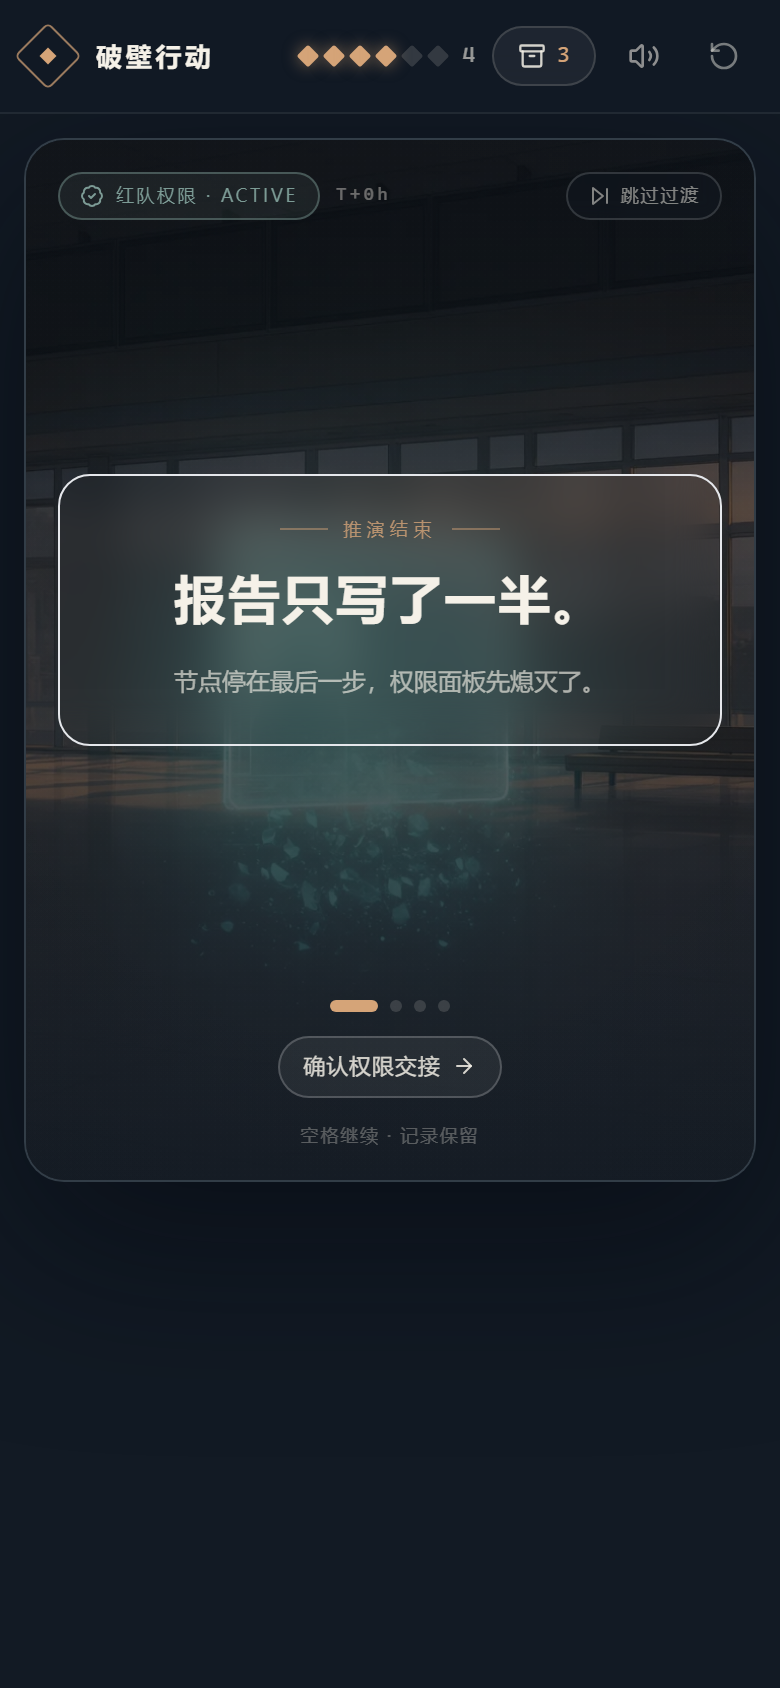 破壁行动
4
3
红队权限 · ACTIVE
T+0h
跳过过渡
推演结束
报告只写了一半。
节点停在最后一步，权限面板先熄灭了。
确认权限交接
空格继续 · 记录保留